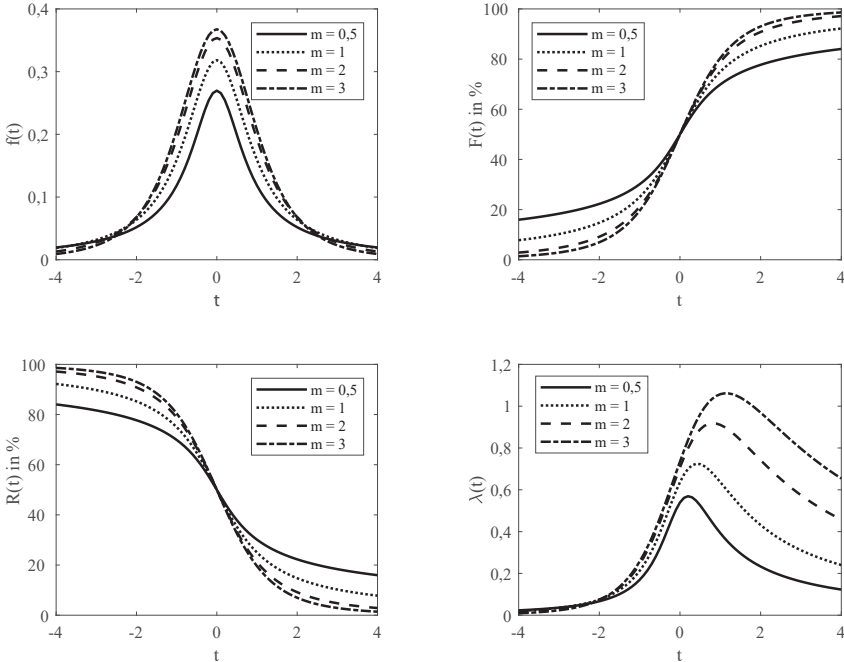 0,4
0,3
0,2
0,1
0
f(t)
-4 -2 0 2 4
t
m = 0,5
m = 1
m = 2
m = 3
100
80
60
40
20
0
F(t) in %
-4 -2 0 2 4
t
m = 0,5
m = 1
m = 2
m = 3
100
80
60
40
20
0
R(t) in %
-4 -2 0 2 4
t
m = 0,5
m = 1
m = 2
m = 3
1,2
1
0,8
0,6
0,4
0,2
0
λ(t)
-4 -2 0 2 4
t
m = 0,5
m = 1
m = 2
m = 3